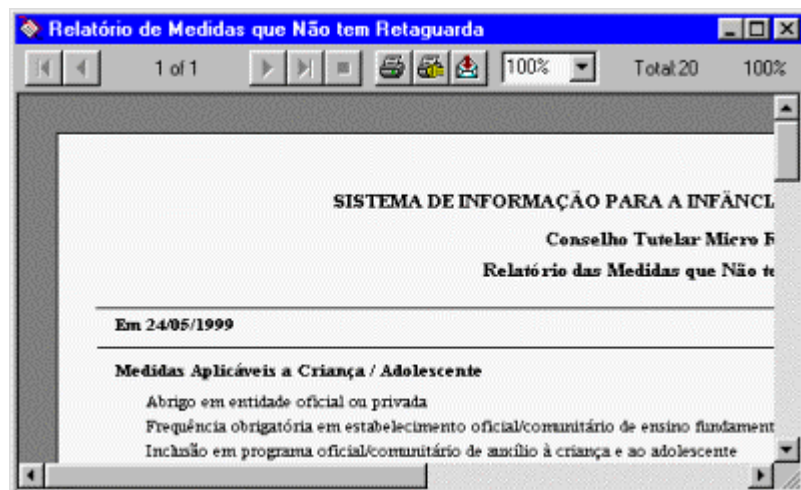 Relatório de Medidas que Não tem Retaguarda
1 of 1 100% Total:20 100%
SISTEMA DE INFORMAÇÃO PARA A INFÂNCI
Conselho Tutelar Micro R
Relatório das Medidas que Não te
Em 24/05/1999
Medidas Aplicáveis a Criança / Adolescente
Abrigo em entidade oficial ou privada
Frequência obrigatória em estabelecimento oficial/comunitário de ensino fundament
Inclusão em programa oficial/comunitário de auxílio à criança e ao adolescente